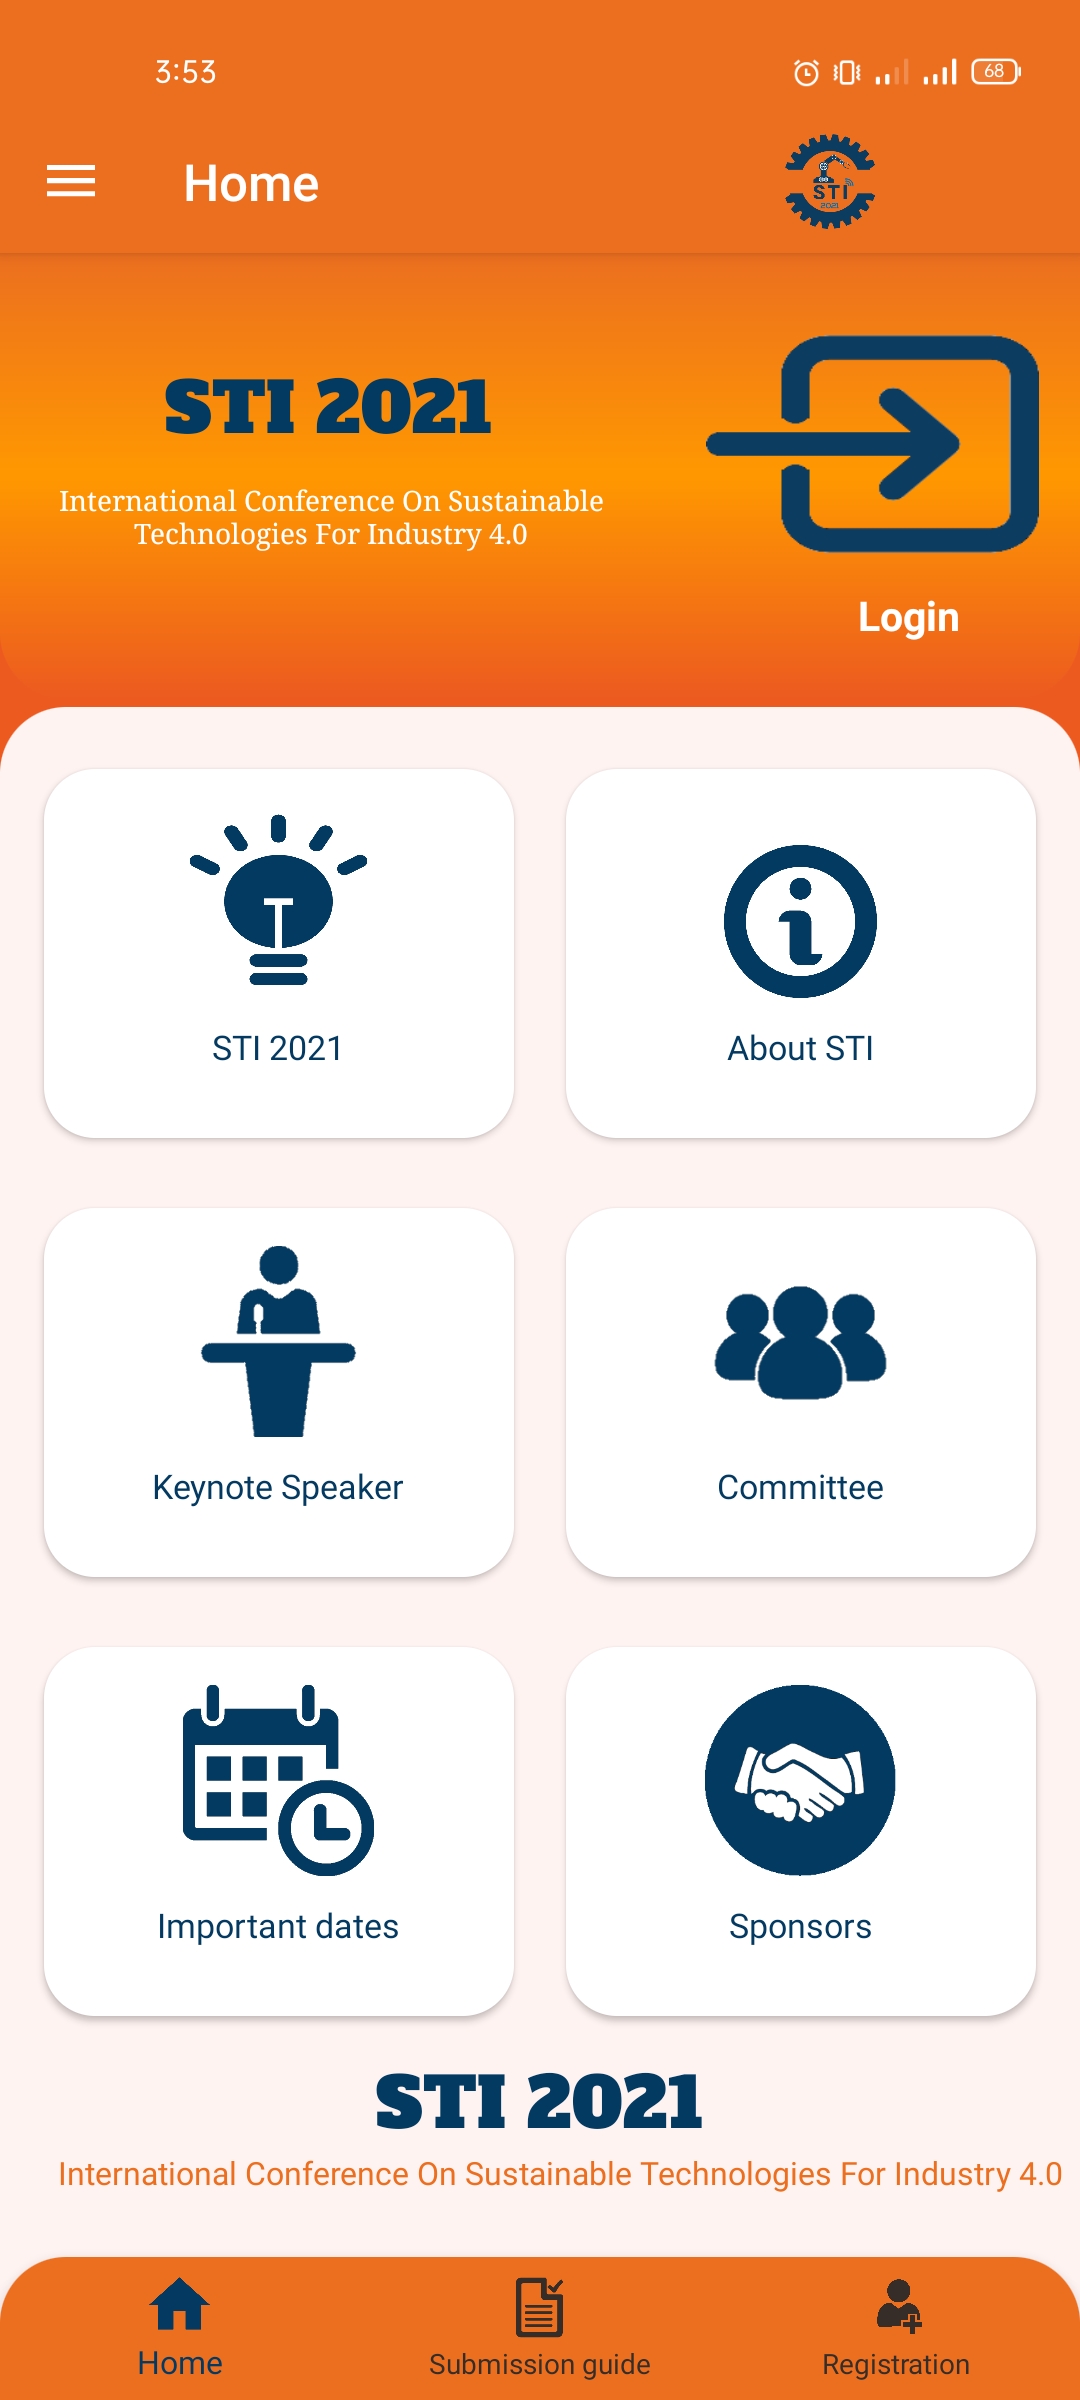 3:53
68
Home
STI
2021
STI 2021
International Conference On Sustainable
Technologies For Industry 4.0
Login
STI 2021
About STI
Keynote Speaker
Committee
Important dates
Sponsors
STI 2021
International Conference On Sustainable Technologies For Industry 4.0
Home
Submission guide
Registration